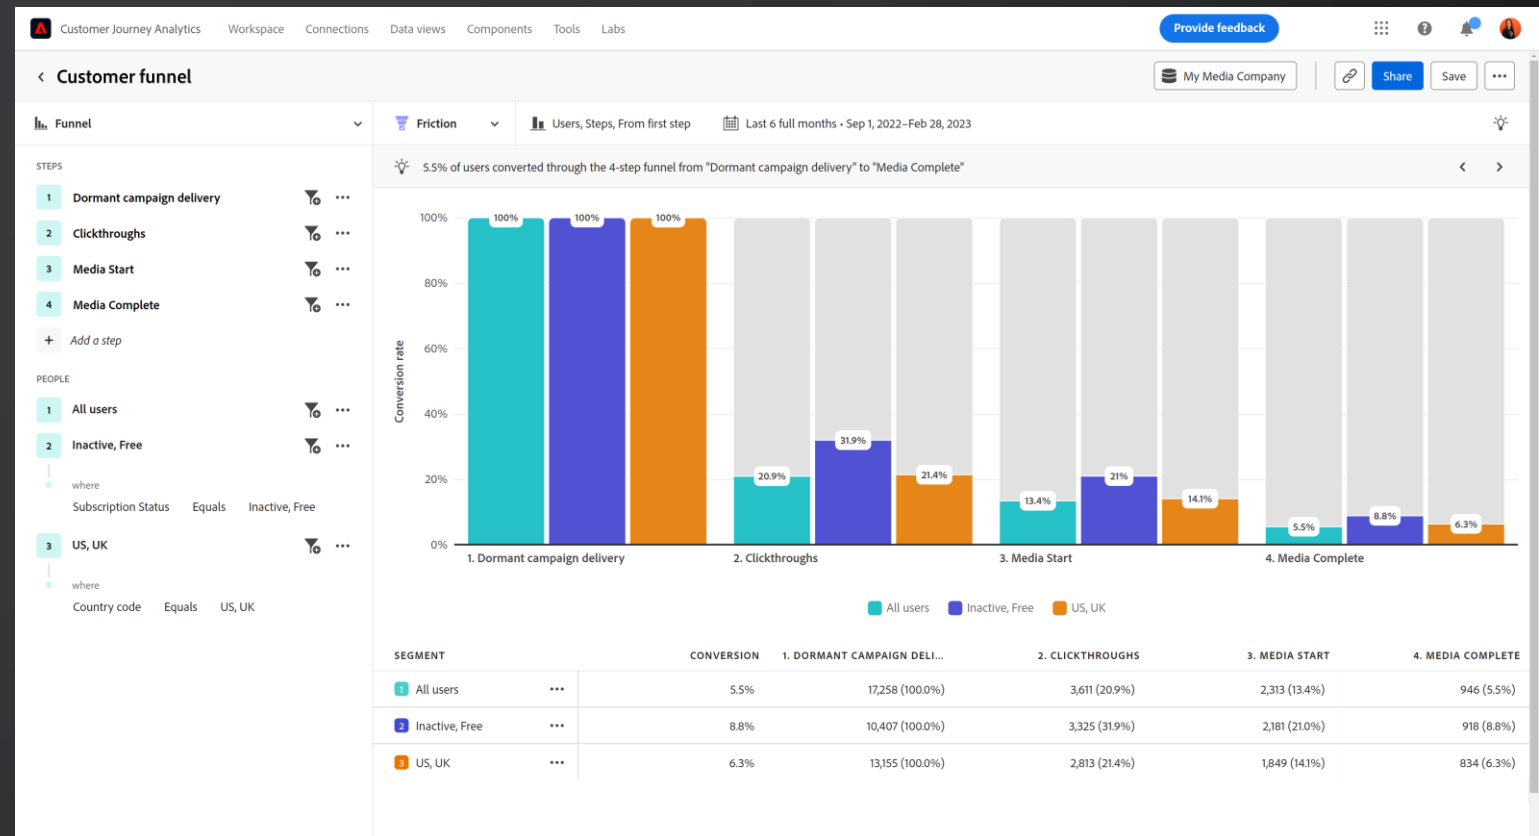 Customer Journey Analytics Workspace Connections Data views Components Tools Labs Provide feedback
Customer funnel My Media Company Share Save
Funnel Friction Users, Steps, From first step Last 6 full months • Sep 1, 2022–Feb 28, 2023
5.5% of users converted through the 4-step funnel from "Dormant campaign delivery" to "Media Complete"
STEPS
1 Dormant campaign delivery
2 Clickthroughs
3 Media Start
4 Media Complete
+ Add a step
PEOPLE
1 All users
2 Inactive, Free
where
Subscription Status Equals Inactive, Free
3 US, UK
where
Country code Equals US, UK
Conversion rate
100% 100% 100% 100%
80%
60%
40%
20%
0%
20.9% 31.9% 21.4%
13.4% 21% 14.1%
5.5% 8.8% 6.3%
1. Dormant campaign delivery 2. Clickthroughs 3. Media Start 4. Media Complete
All users Inactive, Free US, UK
SEGMENT CONVERSION 1. DORMANT CAMPAIGN DELI... 2. CLICKTHROUGHS 3. MEDIA START 4. MEDIA COMPLETE
1 All users 5.5% 17,258 (100.0%) 3,611 (20.9%) 2,313 (13.4%) 946 (5.5%)
2 Inactive, Free 8.8% 10,407 (100.0%) 3,325 (31.9%) 2,181 (21.0%) 918 (8.8%)
3 US, UK 6.3% 13,155 (100.0%) 2,813 (21.4%) 1,849 (14.1%) 834 (6.3%)